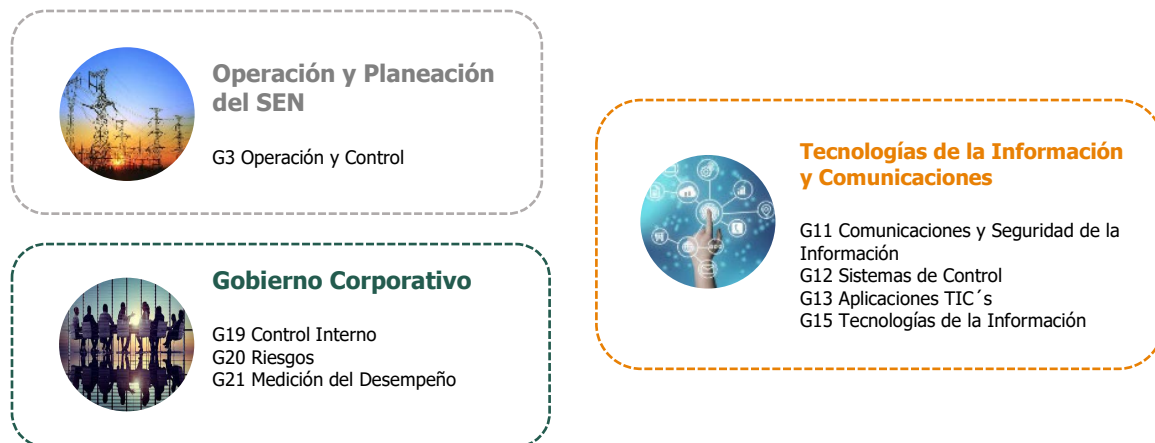 Operación y Planeación
del SEN
G3 Operación y Control
Gobierno Corporativo
G19 Control Interno
G20 Riesgos
G21 Medición del Desempeño
Tecnologías de la Información
y Comunicaciones
G11 Comunicaciones y Seguridad de la
Información
G12 Sistemas de Control
G13 Aplicaciones TIC´s
G15 Tecnologías de la Información